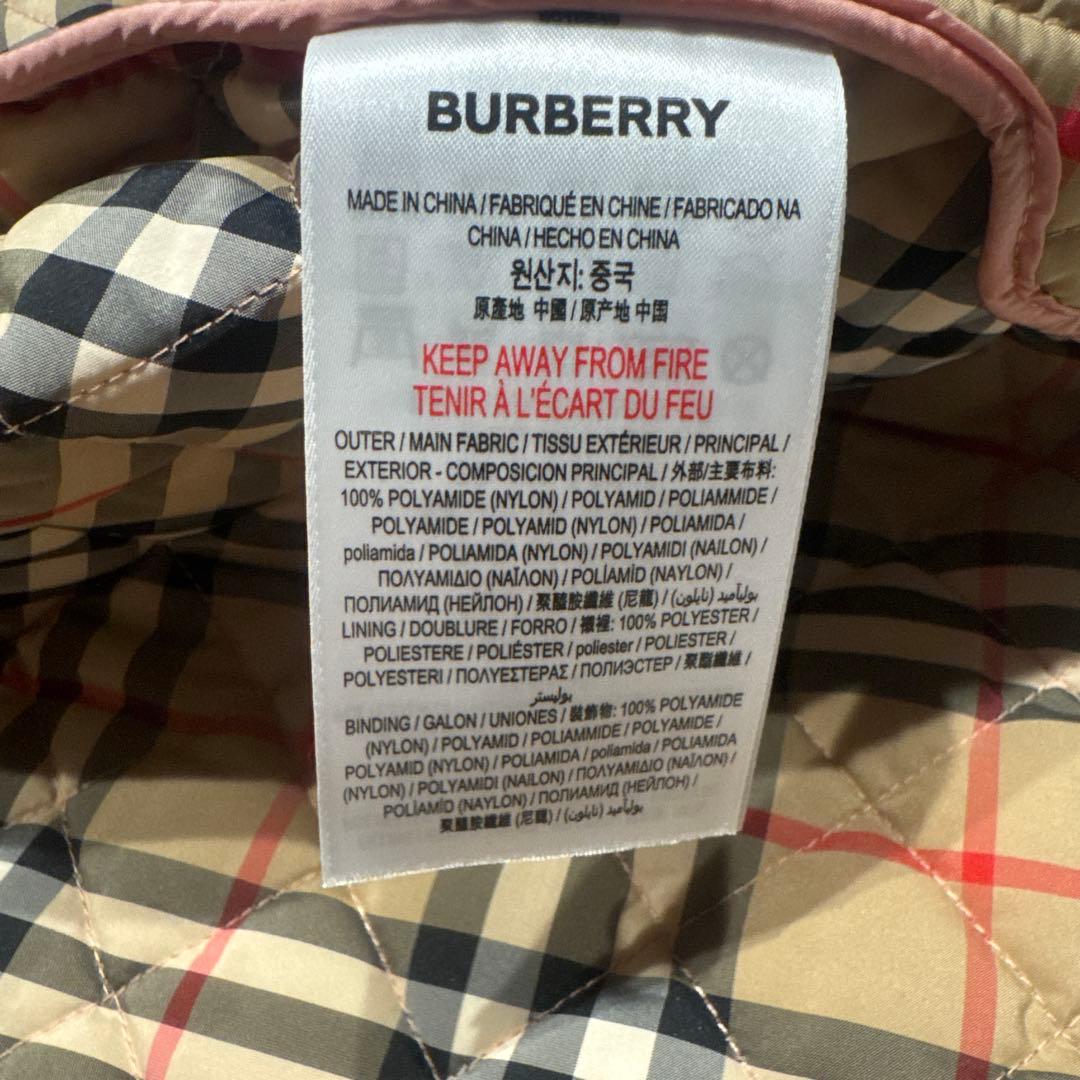 BURBERRY
MADE IN CHINA / FABRIQUÉ EN CHINE / FABRICADO NA
CHINA / HECHO EN CHINA
원산지: 중국
原產地 中國 / 原产地 中国
KEEP AWAY FROM FIRE
TENIR À L'ÉCART DU FEU
OUTER / MAIN FABRIC / TISSU EXTÉRIEUR / PRINCIPAL /
EXTERIOR - COMPOSICION PRINCIPAL / 外部/主要布料:
100% POLYAMIDE (NYLON) / POLYAMID / POLIAMMIDE /
POLYAMIDE / POLYAMID (NYLON) / POLIAMIDA /
poliamida / POLIAMIDA (NYLON) / POLYAMIDI (NAILON) /
ΠΟΛΥΑΜΙΔΙΟ (ΝΑΪΛΟΝ) / POLİAMİD (NAYLON) /
ПОЛИАМИД (НЕЙЛОН) / 聚醯胺纖維 (尼龍) / بوليآميد (نايلون) /
LINING / DOUBLURE / FORRO / 襯裡: 100% POLYESTER /
POLIESTERE / POLIÉSTER / poliester / POLIESTER /
POLYESTERI / ΠΟΛΥΕΣΤΕΡΑΣ / ПОЛИЭСТЕР / 聚酯纖維 /
بوليستر
BINDING / GALON / UNIONES / 裝飾物: 100% POLYAMIDE
(NYLON) / POLYAMID / POLIAMMIDE / POLYAMIDE /
POLYAMID (NYLON) / POLIAMIDA / poliamida / POLIAMIDA
(NYLON) / POLYAMIDI (NAILON) / ΠΟΛΥΑΜΙΔΙΟ (ΝΑΪΛΟΝ) /
POLİAMİD (NAYLON) / ПОЛИАМИД (НЕЙЛОН) /
聚醯胺纖維 (尼龍) / بوليآميد (نايلون)